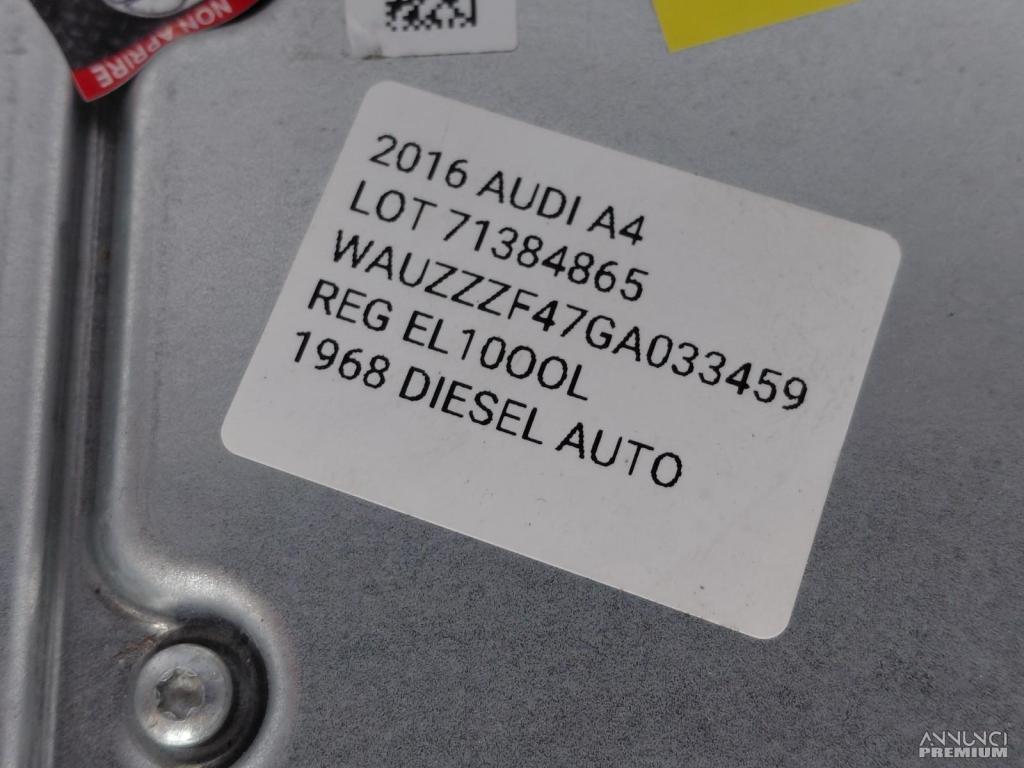 NON APRIRE
2016 AUDI A4
LOT 71384865
WAUZZZF47GA033459
REG EL10OOL
1968 DIESEL AUTO
ANNUNCI
PREMIUM